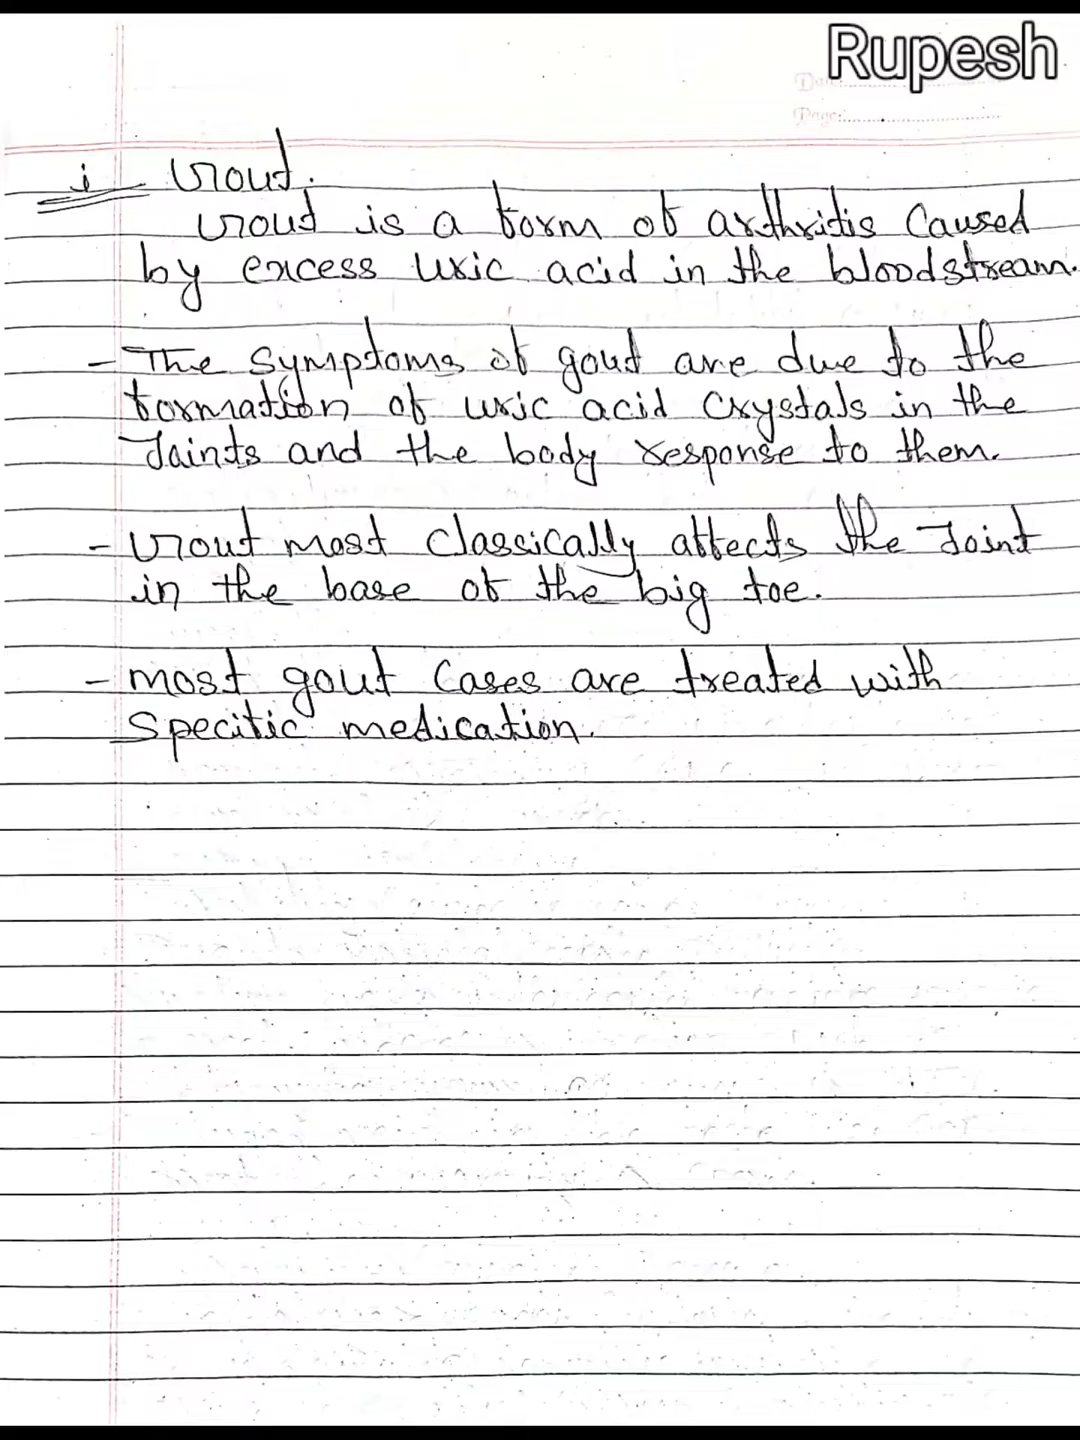 Rupesh
Date:
Page:
i Gout.
Gout is a form of arthritis caused
by excess uric acid in the bloodstream.
- The symptoms of gout are due to the
formation of uric acid crystals in the
Jaints and the body response to them.
- Gout most classically affects the Joint
in the base of the big toe.
- most gout cases are treated with
specific medication.